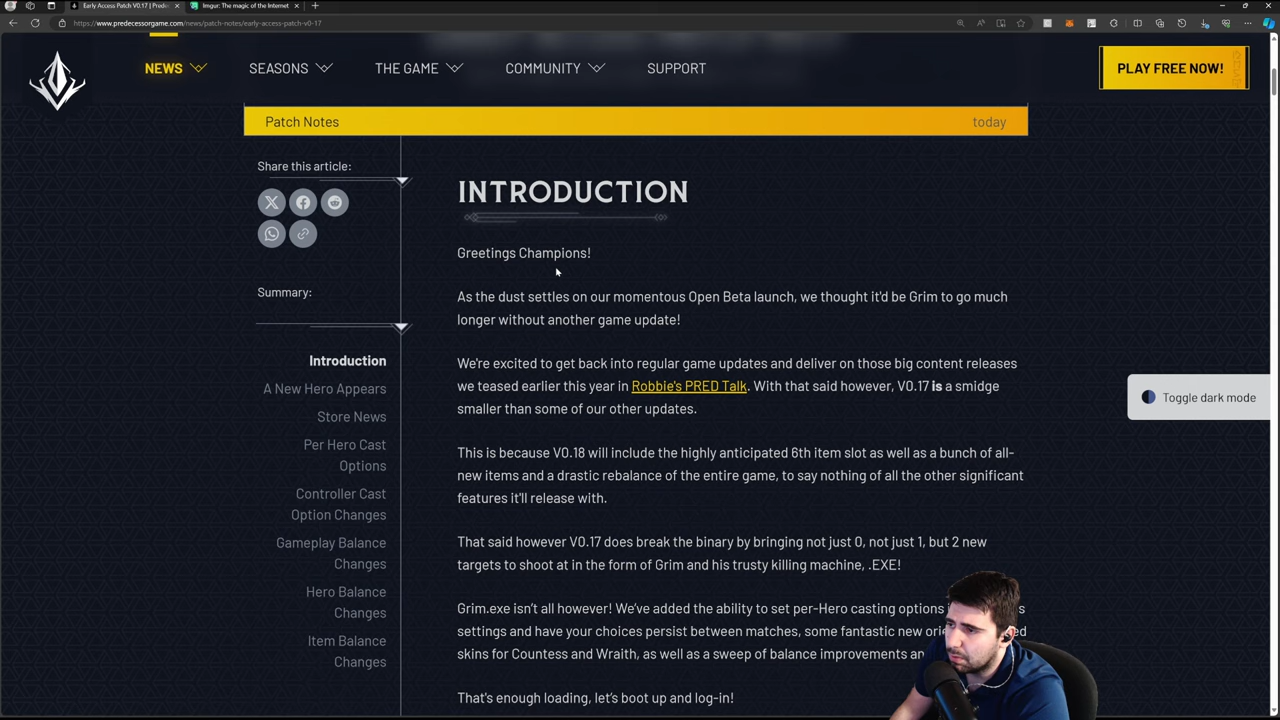 Early Access Patch V0.17 | Prede
Imgur: The magic of the Internet
https://www.predecessorgame.com/news/patch-notes/early-access-patch-v0-17
NEWS
SEASONS
THE GAME
COMMUNITY
SUPPORT
PLAY FREE NOW!
Patch Notes
today
Share this article:
Summary:
Introduction
A New Hero Appears
Store News
Per Hero Cast
Options
Controller Cast
Option Changes
Gameplay Balance
Changes
Hero Balance
Changes
Item Balance
Changes
INTRODUCTION
Greetings Champions!
As the dust settles on our momentous Open Beta launch, we thought it'd be Grim to go much
longer without another game update!
We're excited to get back into regular game updates and deliver on those big content releases
we teased earlier this year in Robbie's PRED Talk. With that said however, V0.17 is a smidge
smaller than some of our other updates.
This is because V0.18 will include the highly anticipated 6th item slot as well as a bunch of all-
new items and a drastic rebalance of the entire game, to say nothing of all the other significant
features it'll release with.
That said however V0.17 does break the binary by bringing not just 0, not just 1, but 2 new
targets to shoot at in the form of Grim and his trusty killing machine, .EXE!
Grim.exe isn't all however! We've added the ability to set per-Hero casting options
settings and have your choices persist between matches, some fantastic new
skins for Countess and Wraith, as well as a sweep of balance improvements
That's enough loading, let's boot up and log-in!
Toggle dark mode